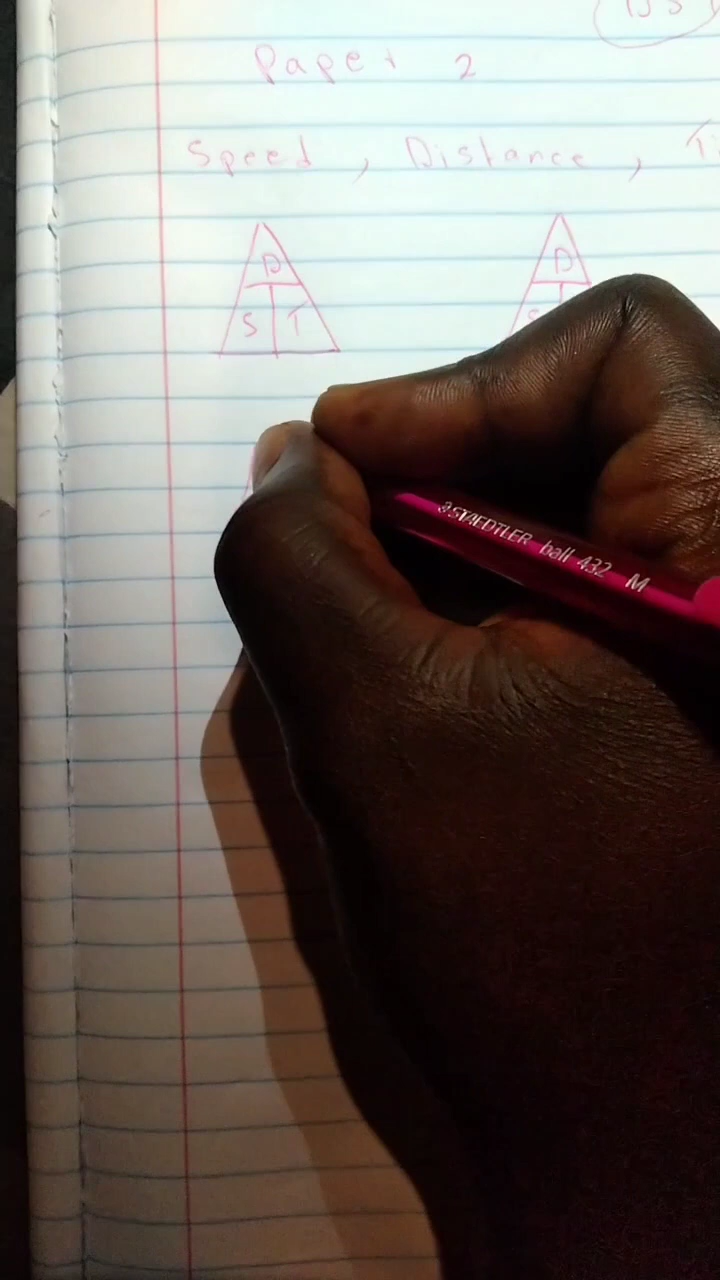 Paper 2
Speed, Distance,
D
S T
D
S
STAEDTLER ball 432 M